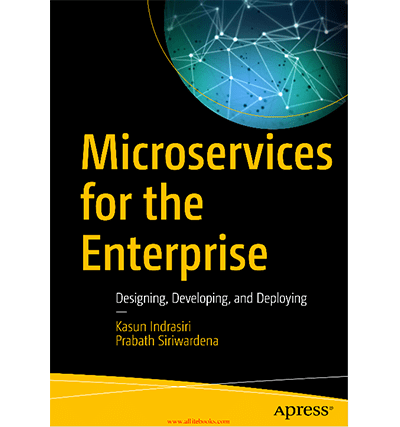 Microservices
for the
Enterprise
Designing, Developing, and Deploying
—
Kasun Indrasiri
Prabath Siriwardena
Apress®
www.allitebooks.com